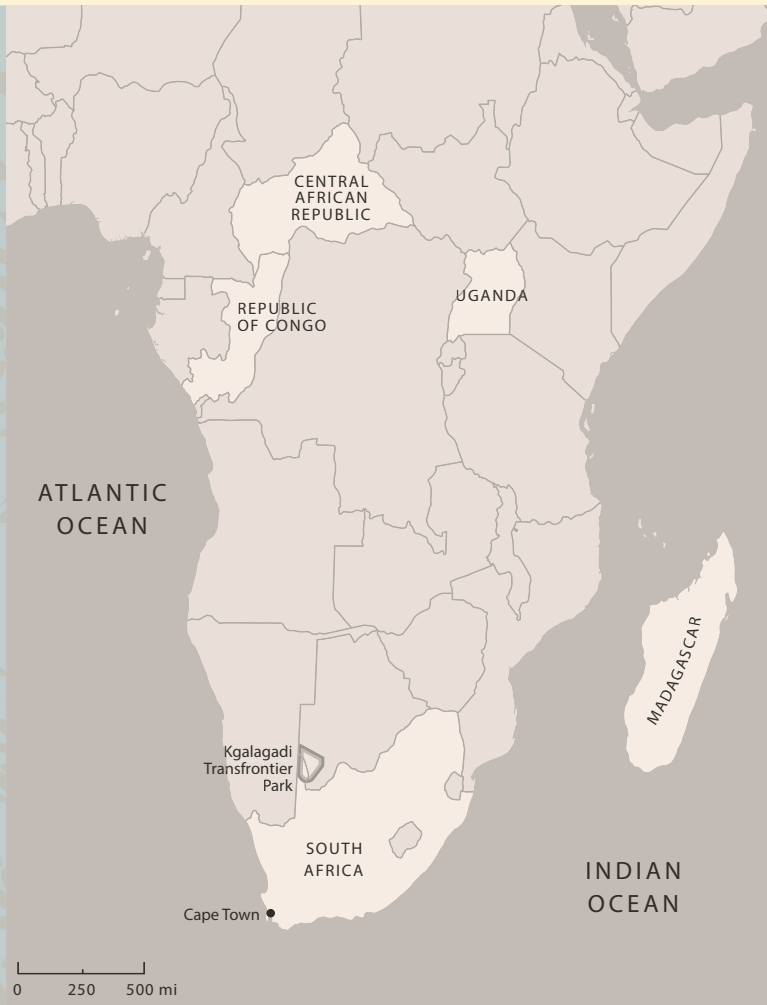 CENTRAL
AFRICAN
REPUBLIC
UGANDA
REPUBLIC
OF CONGO
ATLANTIC
OCEAN
MADAGASCAR
Kgalagadi
Transfrontier
Park
SOUTH
AFRICA
INDIAN
OCEAN
Cape Town
0 250 500 mi